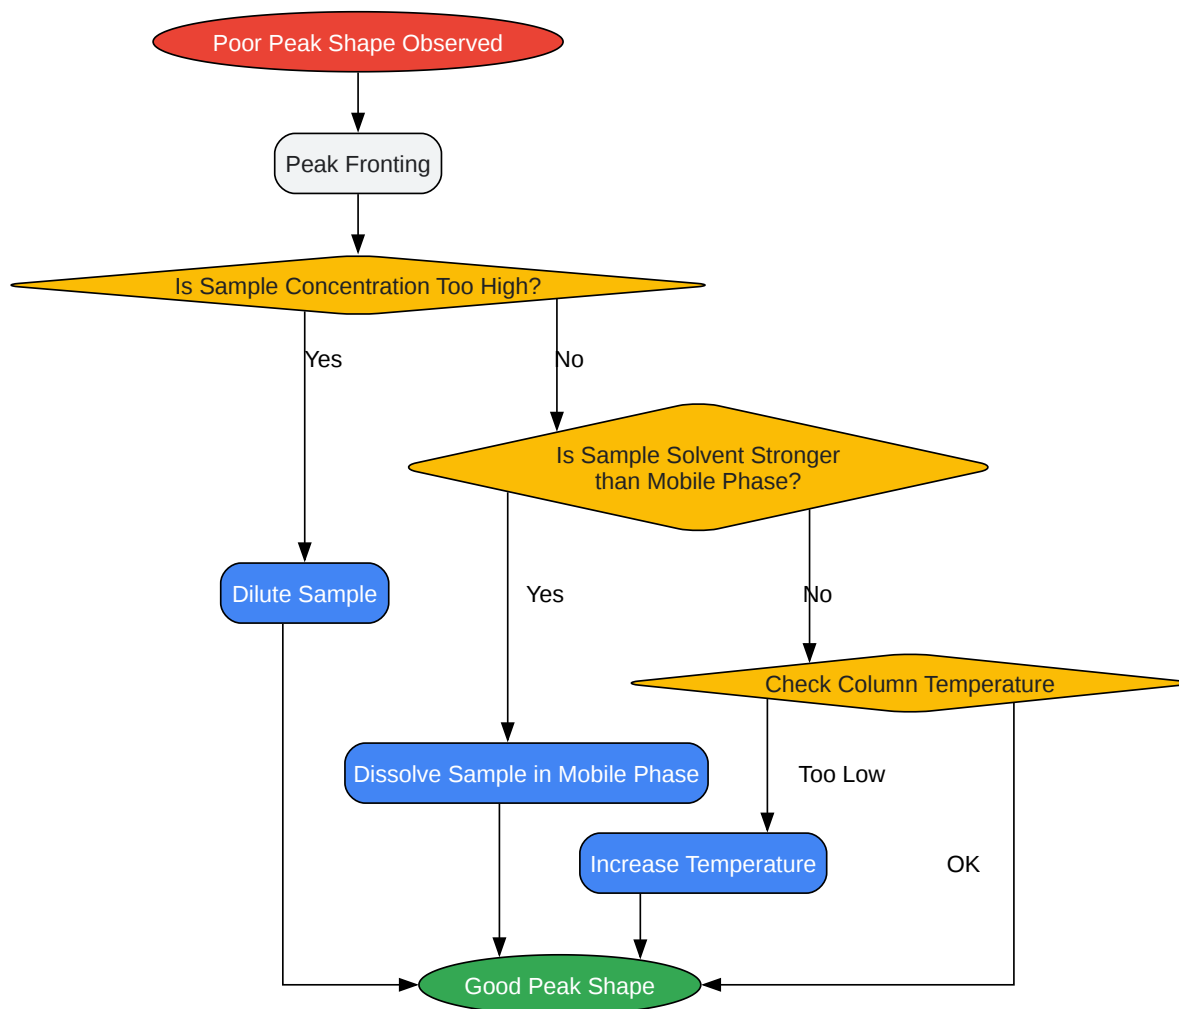 Poor Peak Shape Observed
Peak Fronting
Is Sample Concentration Too High?
Yes
No
Is Sample Solvent Stronger
than Mobile Phase?
Dilute Sample
Yes
No
Check Column Temperature
Dissolve Sample in Mobile Phase
Too Low
Increase Temperature
OK
Good Peak Shape